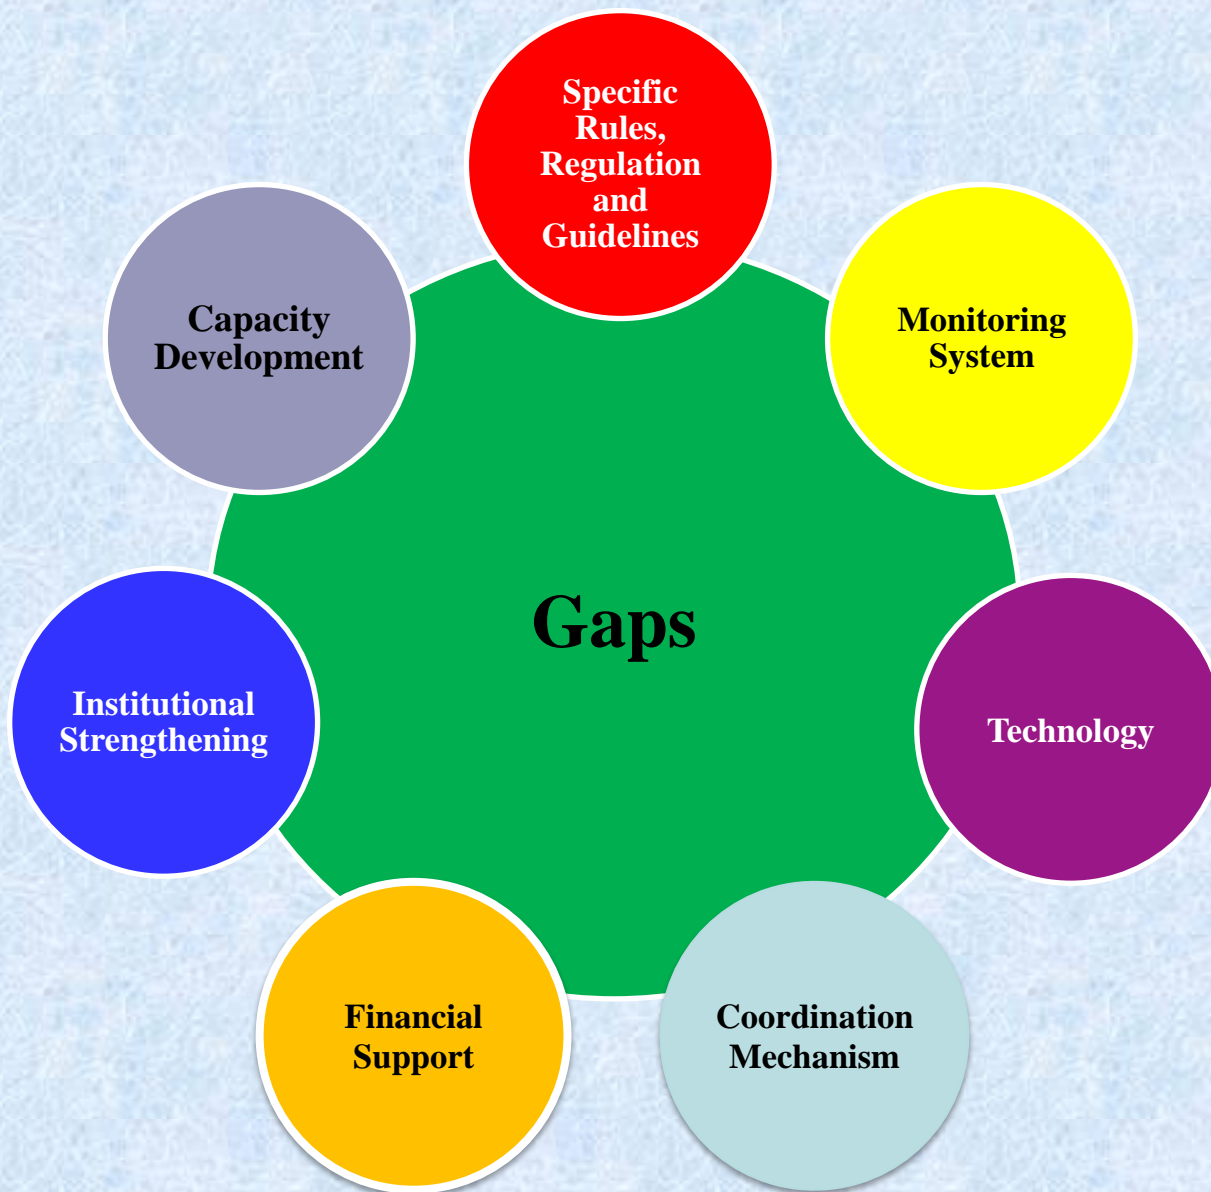 Specific
Rules,
Regulation
and
Guidelines
Capacity
Development
Monitoring
System
Gaps
Institutional
Strengthening
Technology
Financial
Support
Coordination
Mechanism